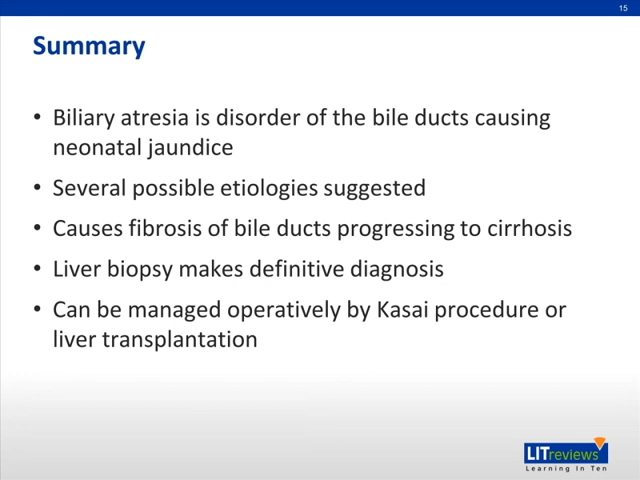 15
Summary
• Biliary atresia is disorder of the bile ducts causing
neonatal jaundice
• Several possible etiologies suggested
• Causes fibrosis of bile ducts progressing to cirrhosis
• Liver biopsy makes definitive diagnosis
• Can be managed operatively by Kasai procedure or
liver transplantation
LITreviews
Learning In Ten